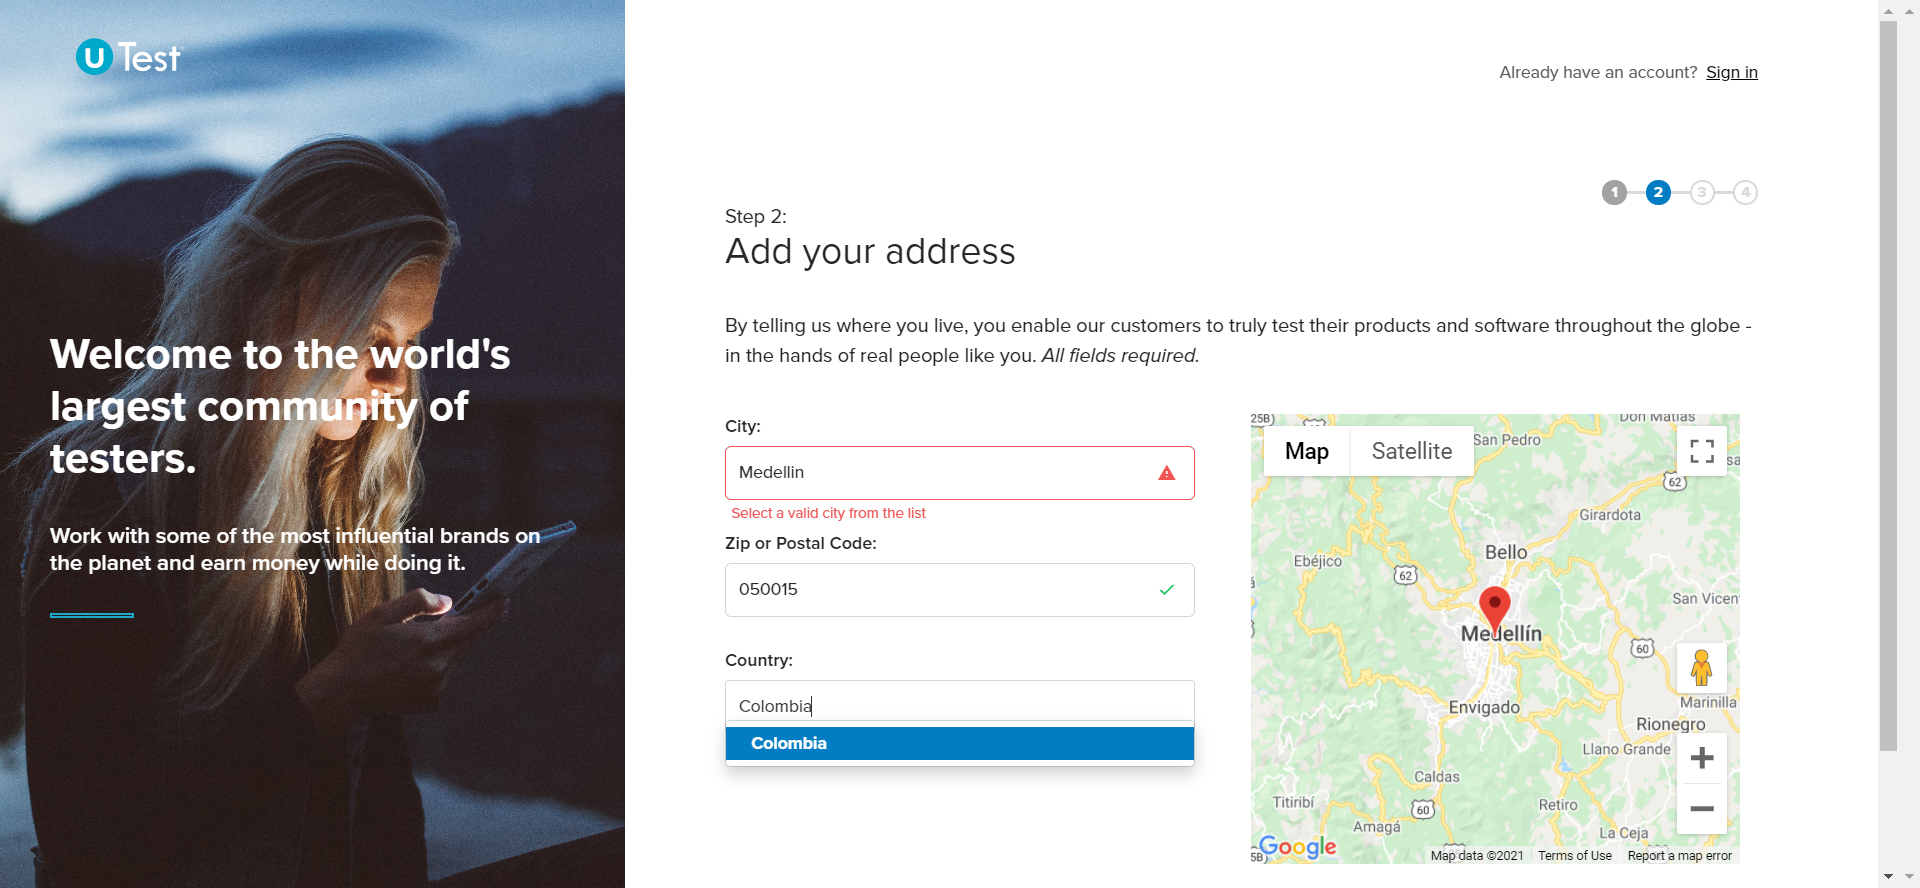 U Test
Already have an account? Sign in
1 2 3 4
Step 2:
Add your address
By telling us where you live, you enable our customers to truly test their products and software throughout the globe -
in the hands of real people like you. All fields required.
Welcome to the world's
largest community of
testers.
Work with some of the most influential brands on
the planet and earn money while doing it.
City:
Medellin
Select a valid city from the list
Zip or Postal Code:
050015
Country:
Colombia
Colombia
25B
Don Matías
Map Satellite
San Pedro
sa
62
Girardota
Bello
Ebéjico
62
San Vicen
Medellín
60
Envigado
Marinilla
Rionegro
Llano Grande
Caldas
Titiribí
60
Retiro
Amagá
La Ceja
Google
5B
Map data ©2021 Terms of Use Report a map error